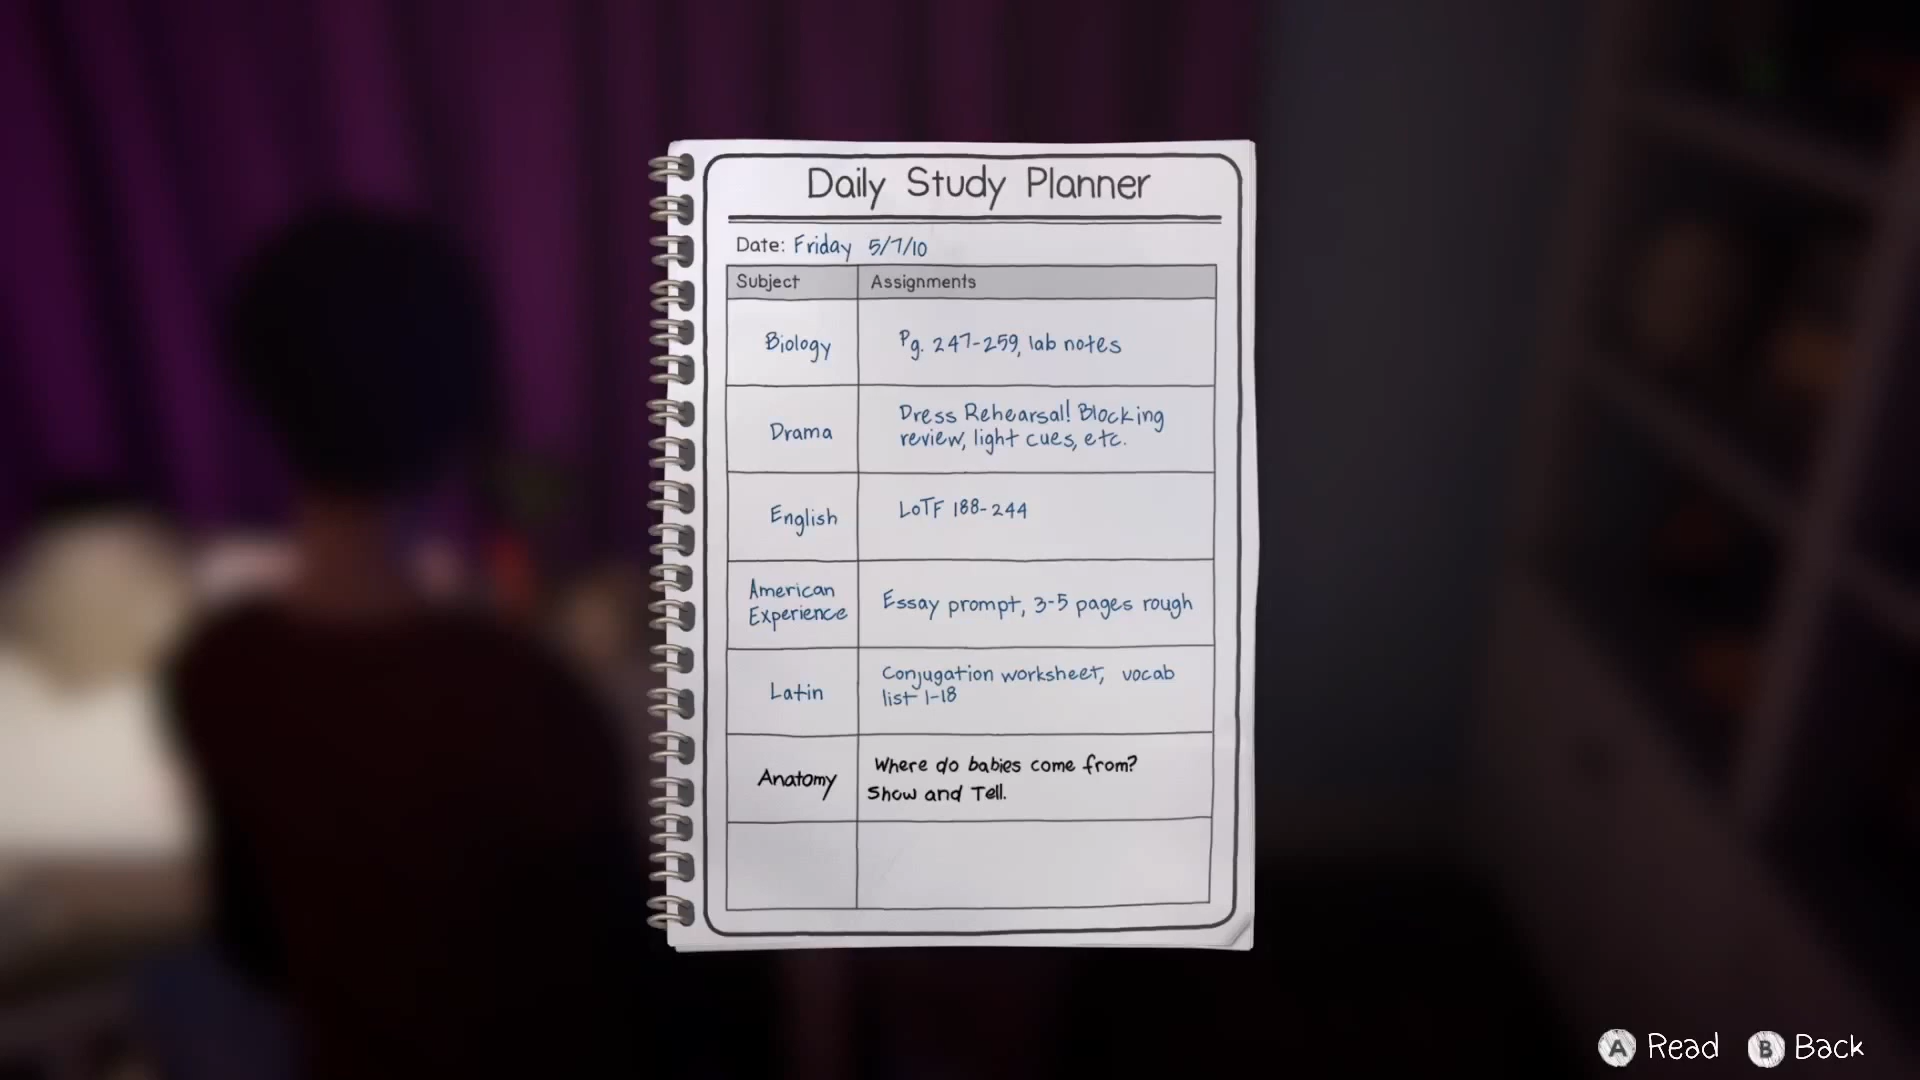 Daily Study Planner
Date: Friday 5/7/10
Subject Assignments
Biology Pg. 247-259, lab notes
Drama Dress Rehearsal! Blocking
review, light cues, etc.
English LoTF 188-244
American
Experience Essay prompt, 3-5 pages rough
Latin Conjugation worksheet, vocab
list 1-18
Anatomy Where do babies come from?
Show and Tell.
A Read B Back